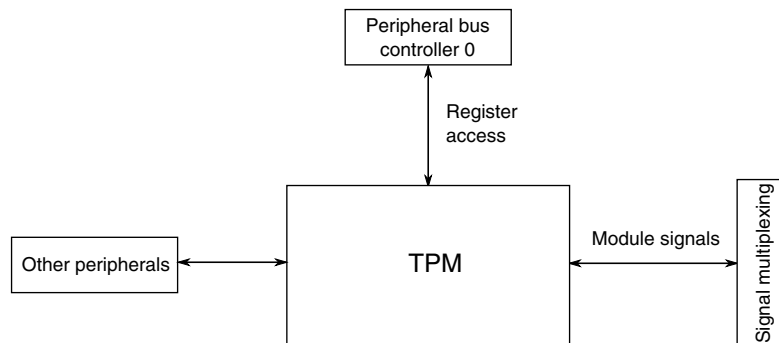 Peripheral bus
controller 0
Register
access
Other peripherals
TPM
Module signals
Signal multiplexing